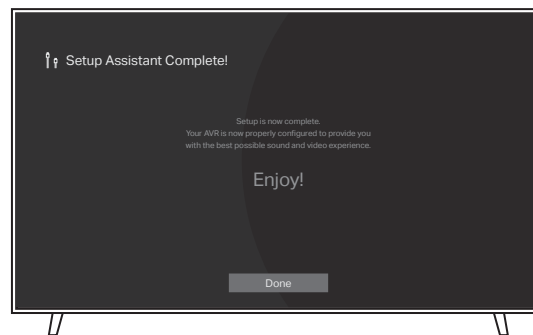 Setup Assistant Complete!
Setup is now complete.
Your AVR is now properly configured to provide you
with the best possible sound and video experience.
Enjoy!
Done